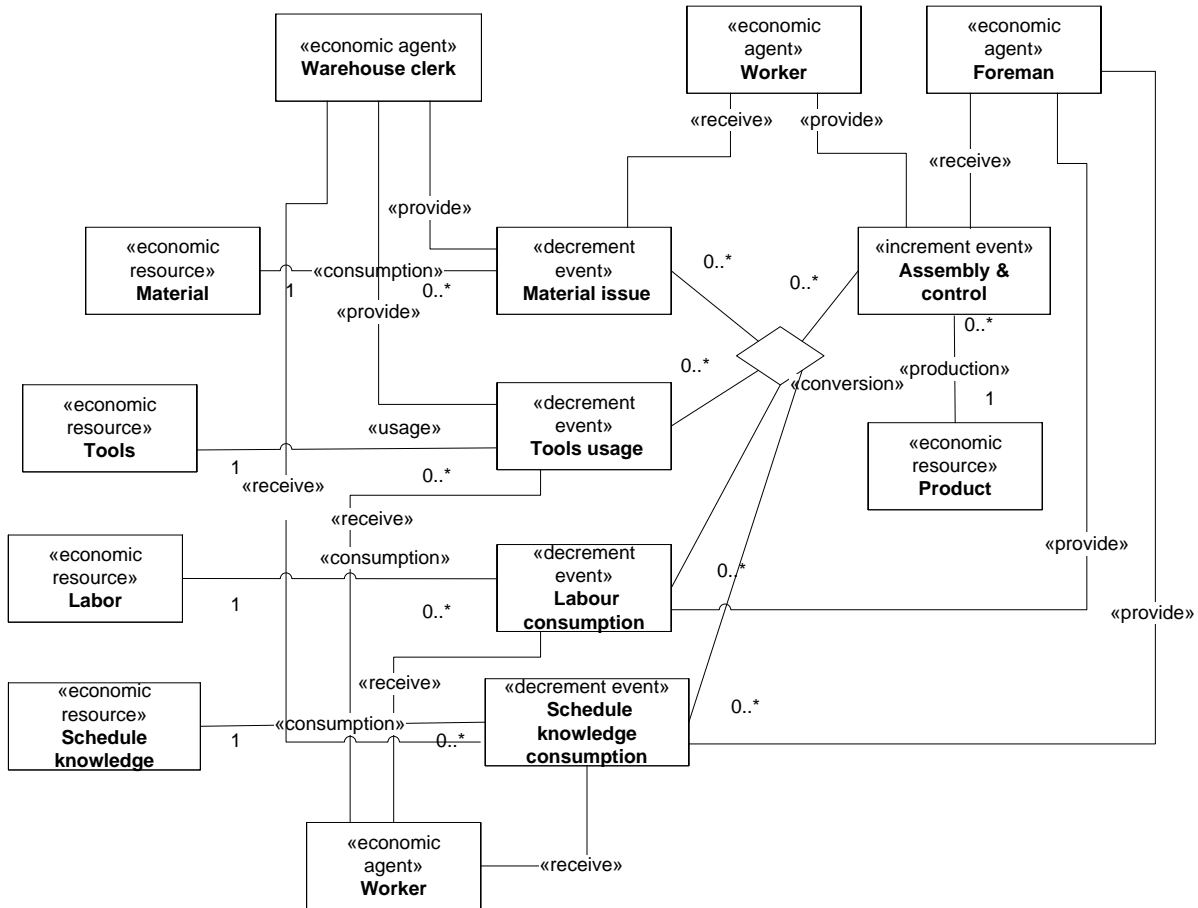 «economic agent»
Warehouse clerk
«economic
agent»
Worker
«economic
agent»
Foreman
«receive»
«provide»
«receive»
«provide»
«economic
resource»
Material
«consumption»
1
0..*
«decrement
event»
Material issue
0..*
0..*
«increment event»
Assembly &
control
0..*
«provide»
«production»
1
«conversion»
0..*
«economic
resource»
Tools
«usage»
1
0..*
«decrement
event»
Tools usage
«economic
resource»
Product
«receive»
«receive»
«provide»
«economic
resource»
Labor
«consumption»
1
0..*
«decrement
event»
Labour
consumption
0..*
«provide»
«receive»
«economic
resource»
Schedule
knowledge
«consumption»
1
0..*
«decrement event»
Schedule
knowledge
consumption
0..*
«economic
agent»
Worker
«receive»